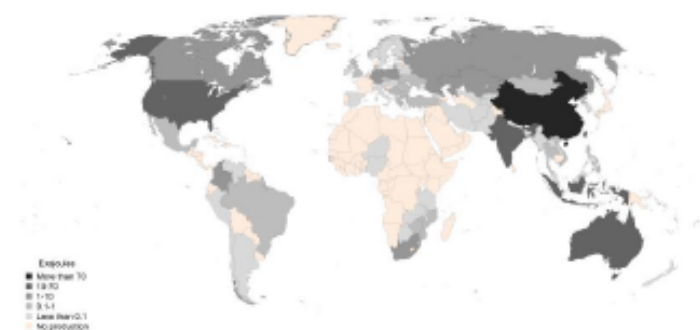 Exajoules
More than 70
10-70
1-10
0.1-1
Less than 0.1
No production